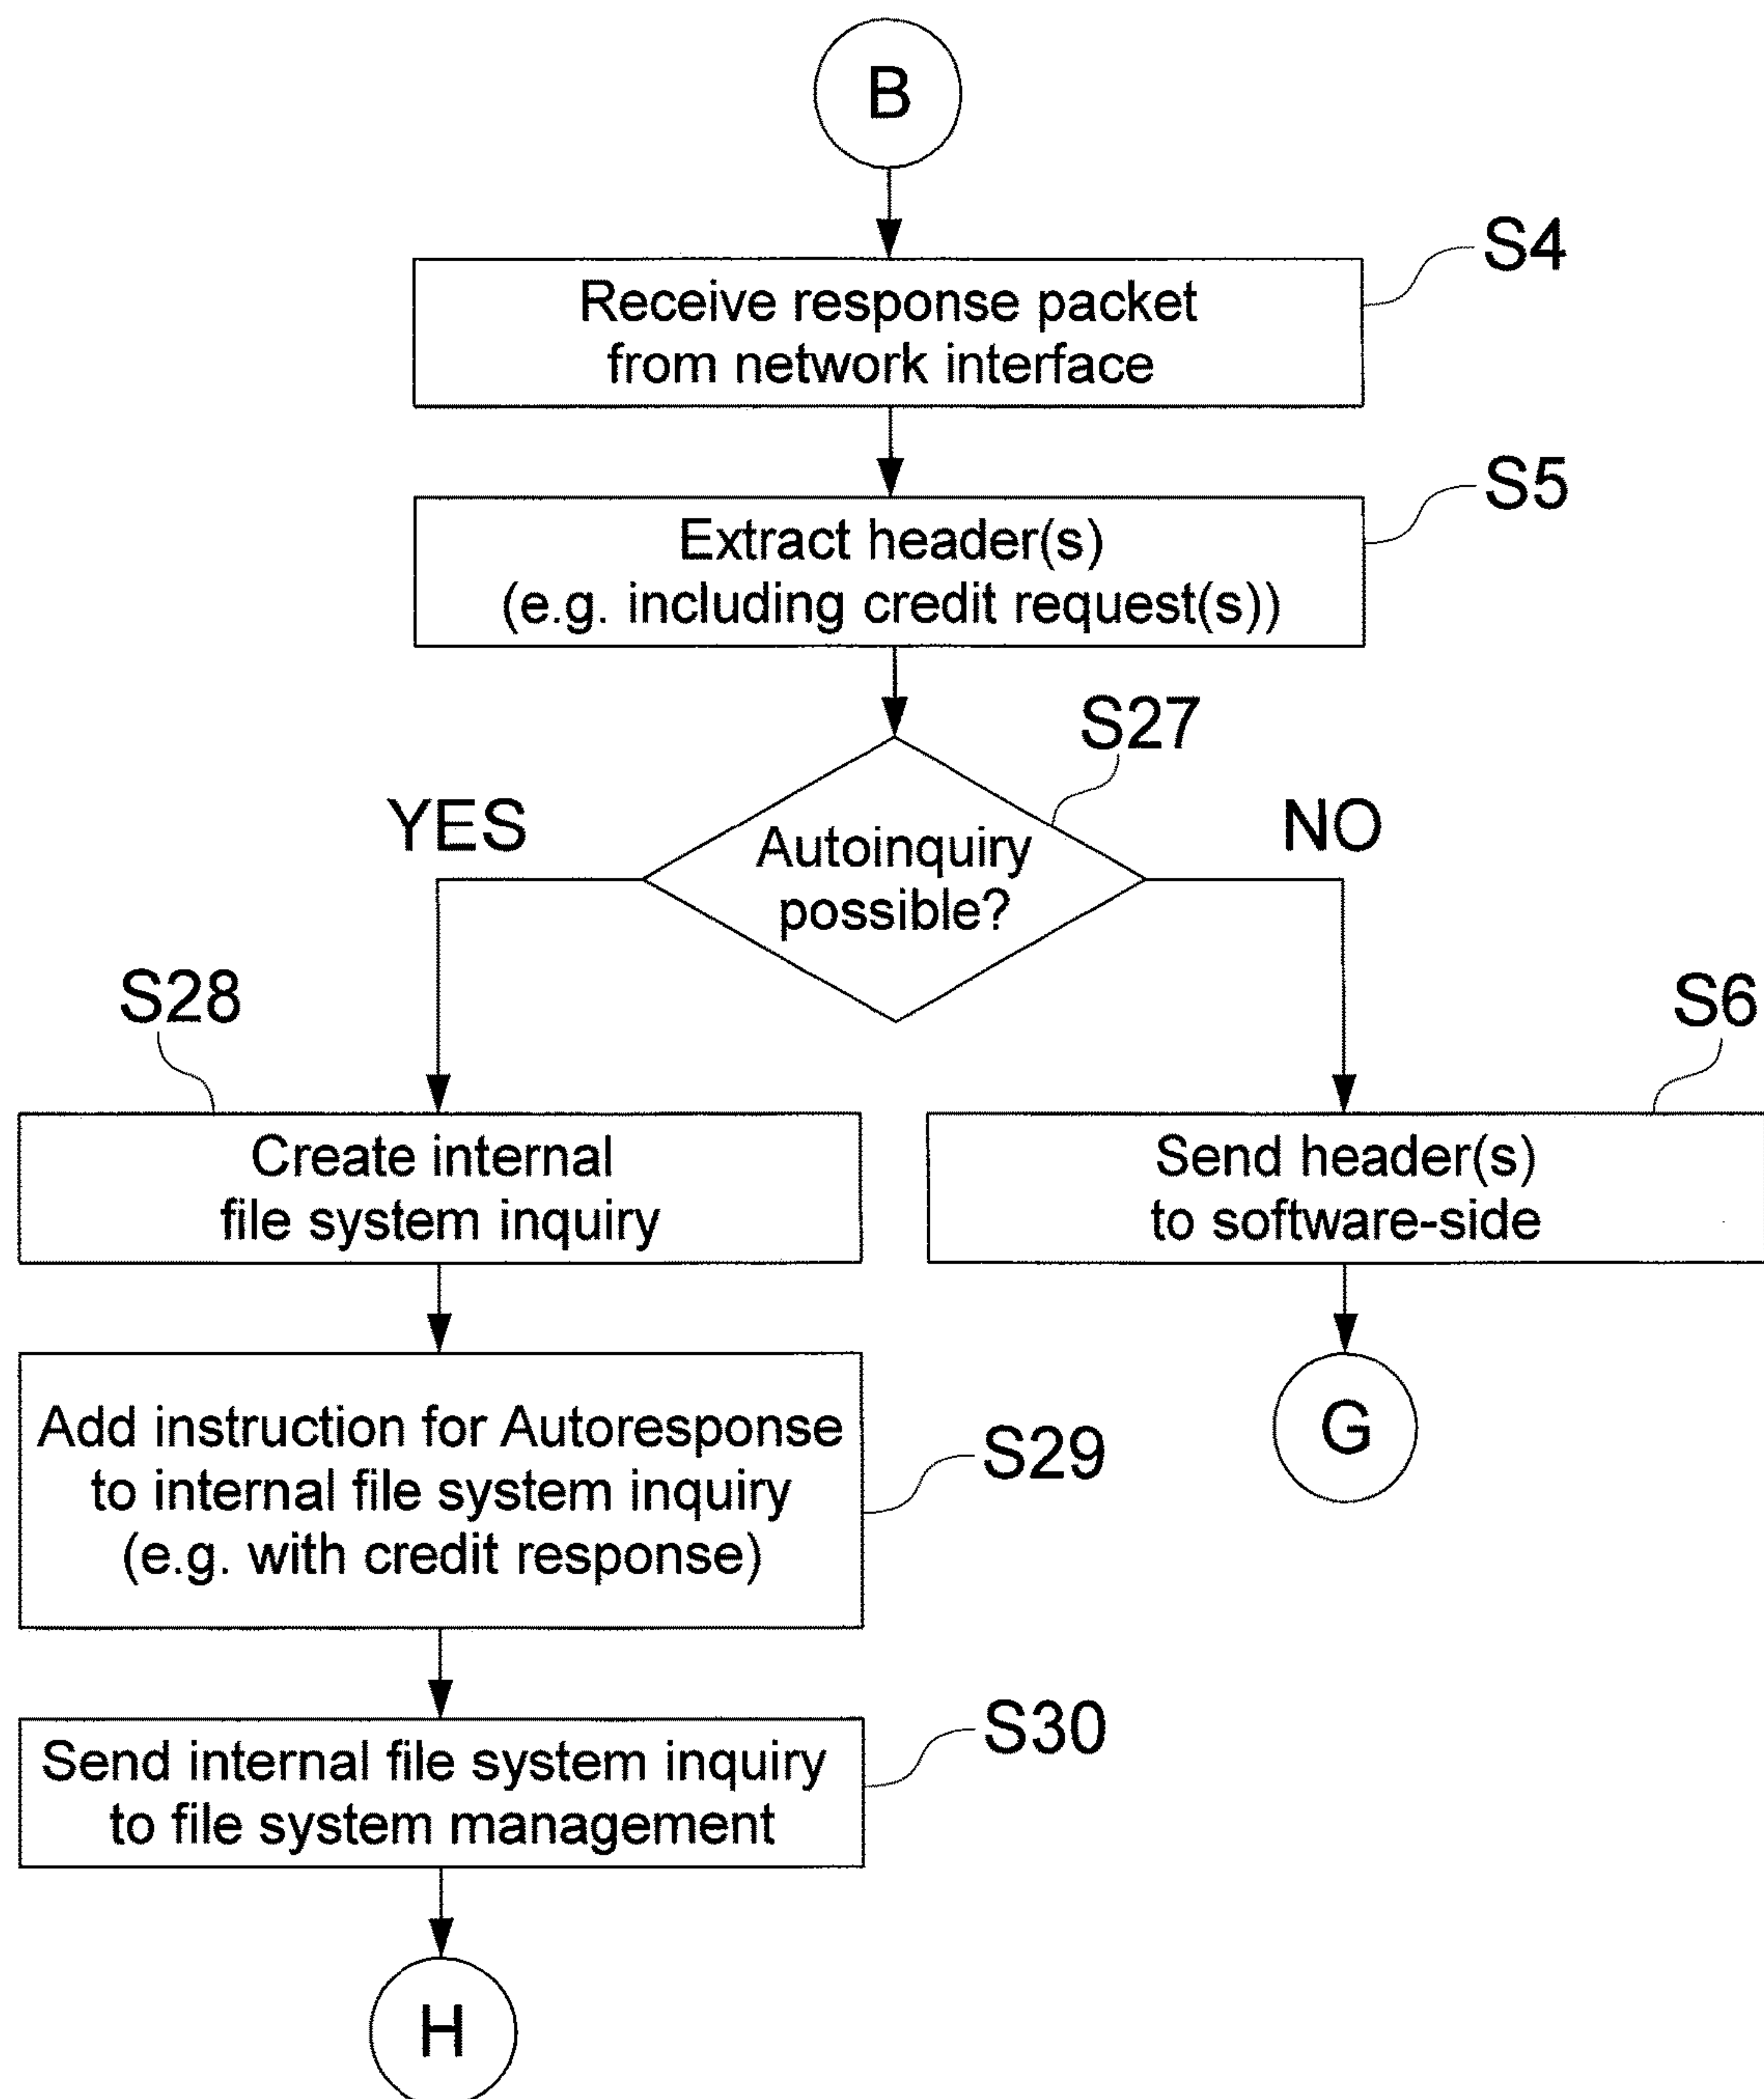 B
S4
Receive response packet
from network interface
S5
Extract header(s)
(e.g. including credit request(s))
S27
YES
NO
Autoinquiry
possible?
S28
S6
Create internal
file system inquiry
Send header(s)
to software-side
Add instruction for Autoresponse
to internal file system inquiry
(e.g. with credit response)
S29
G
Send internal file system inquiry
to file system management
S30
H